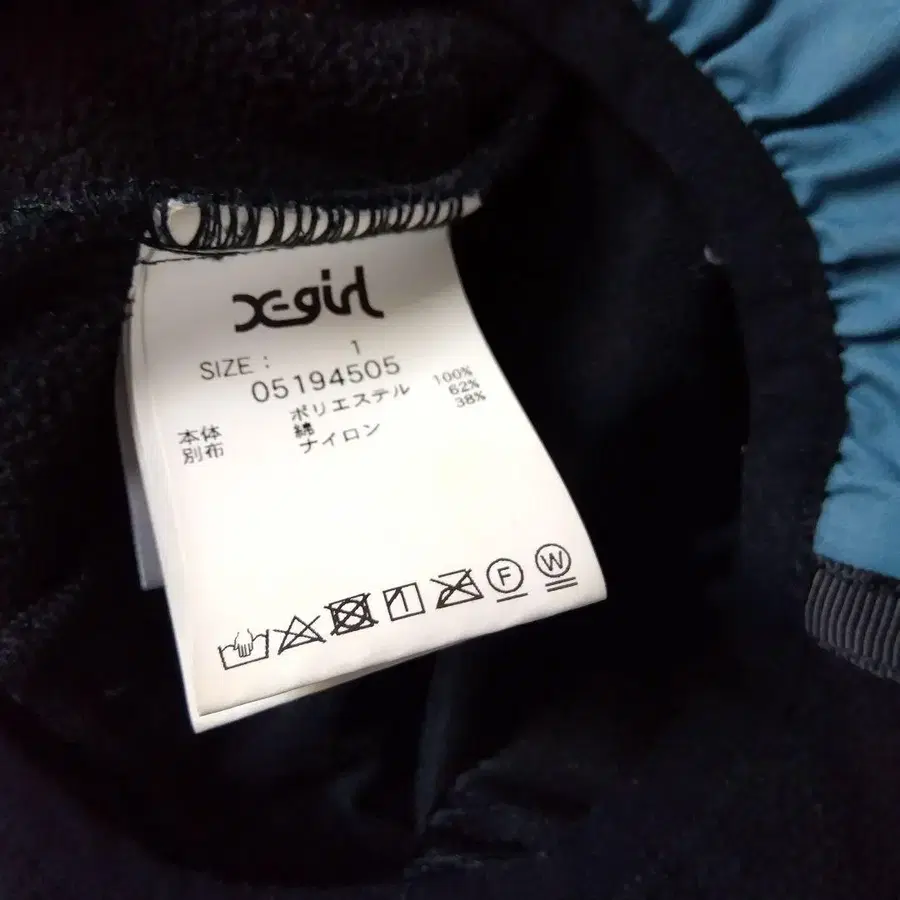 X-girl
SIZE : 1
05194505
本体 ポリエステル 100%
別布 綿 62%
ナイロン 38%
F W